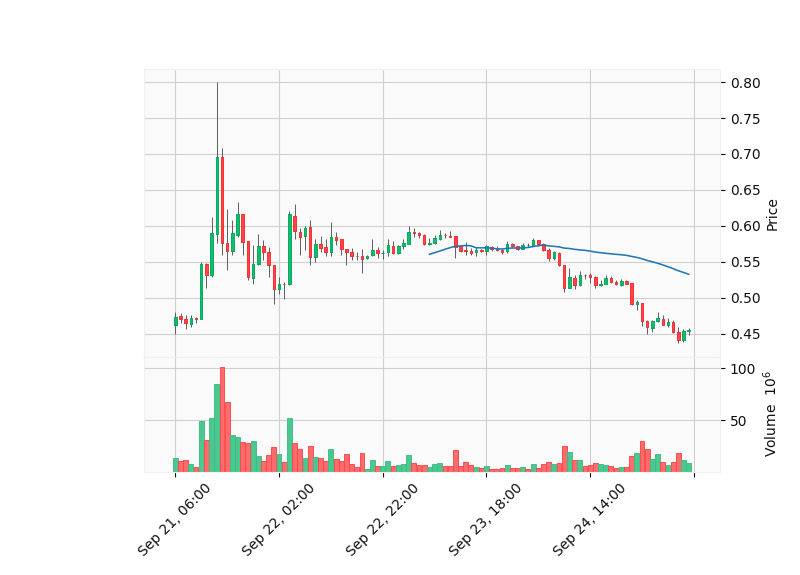 0.80
0.75
0.70
0.65
0.60
0.55
0.50
0.45
Price
100
50
Volume 10^6
Sep 21, 06:00
Sep 22, 02:00
Sep 22, 22:00
Sep 23, 18:00
Sep 24, 14:00